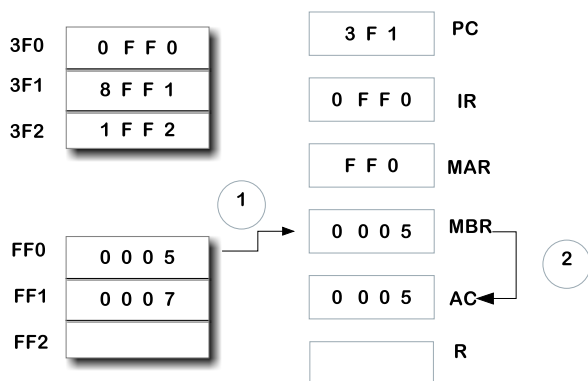 3F0 0 F F 0
3F1 8 F F 1
3F2 1 F F 2
FF0 0 0 0 5
FF1 0 0 0 7
FF2
1
3 F 1 PC
0 F F 0 IR
F F 0 MAR
0 0 0 5 MBR
0 0 0 5 AC
R
2